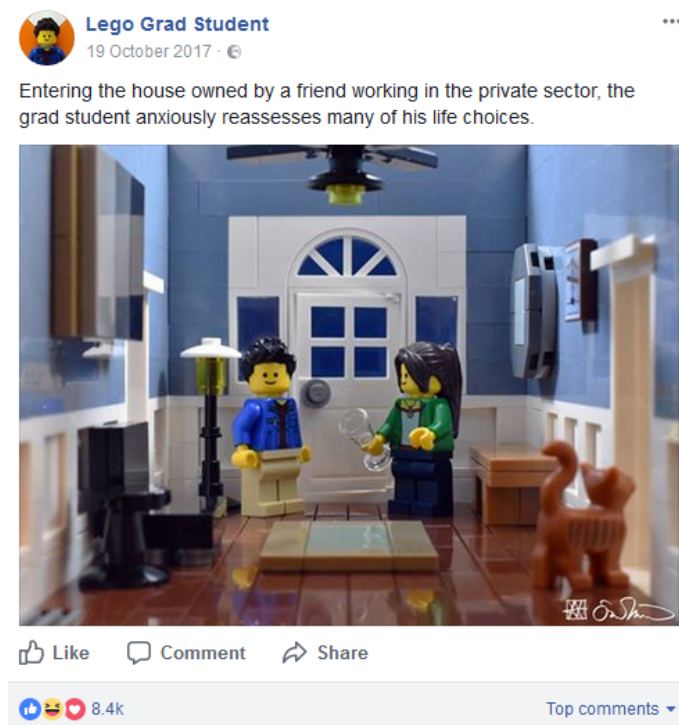 Lego Grad Student
19 October 2017 ·
Entering the house owned by a friend working in the private sector, the
grad student anxiously reassesses many of his life choices.
Like Comment Share
8.4k Top comments